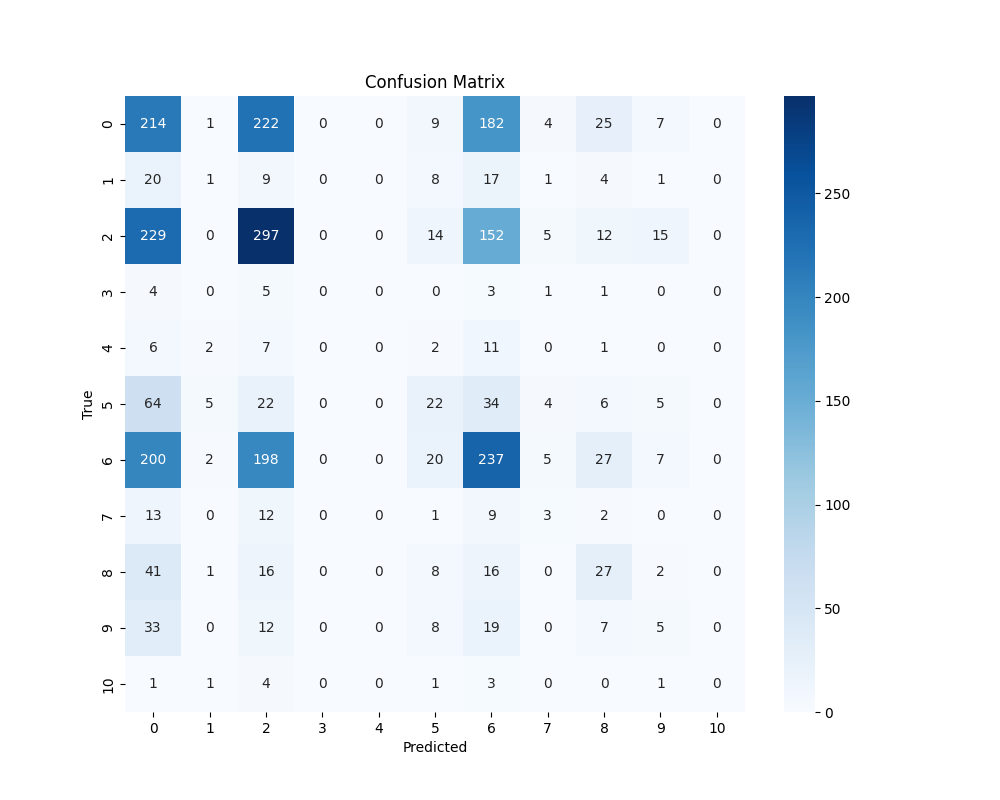 Confusion Matrix
0 214 1 222 0 0 9 182 4 25 7 0
1 20 1 9 0 0 8 17 1 4 1 0
2 229 0 297 0 0 14 152 5 12 15 0
3 4 0 5 0 0 0 3 1 1 0 0
4 6 2 7 0 0 2 11 0 1 0 0
5 64 5 22 0 0 22 34 4 6 5 0
6 200 2 198 0 0 20 237 5 27 7 0
7 13 0 12 0 0 1 9 3 2 0 0
8 41 1 16 0 0 8 16 0 27 2 0
9 33 0 12 0 0 8 19 0 7 5 0
10 1 1 4 0 0 1 3 0 0 1 0
0 1 2 3 4 5 6 7 8 9 10
Predicted
True
250
200
150
100
50
0